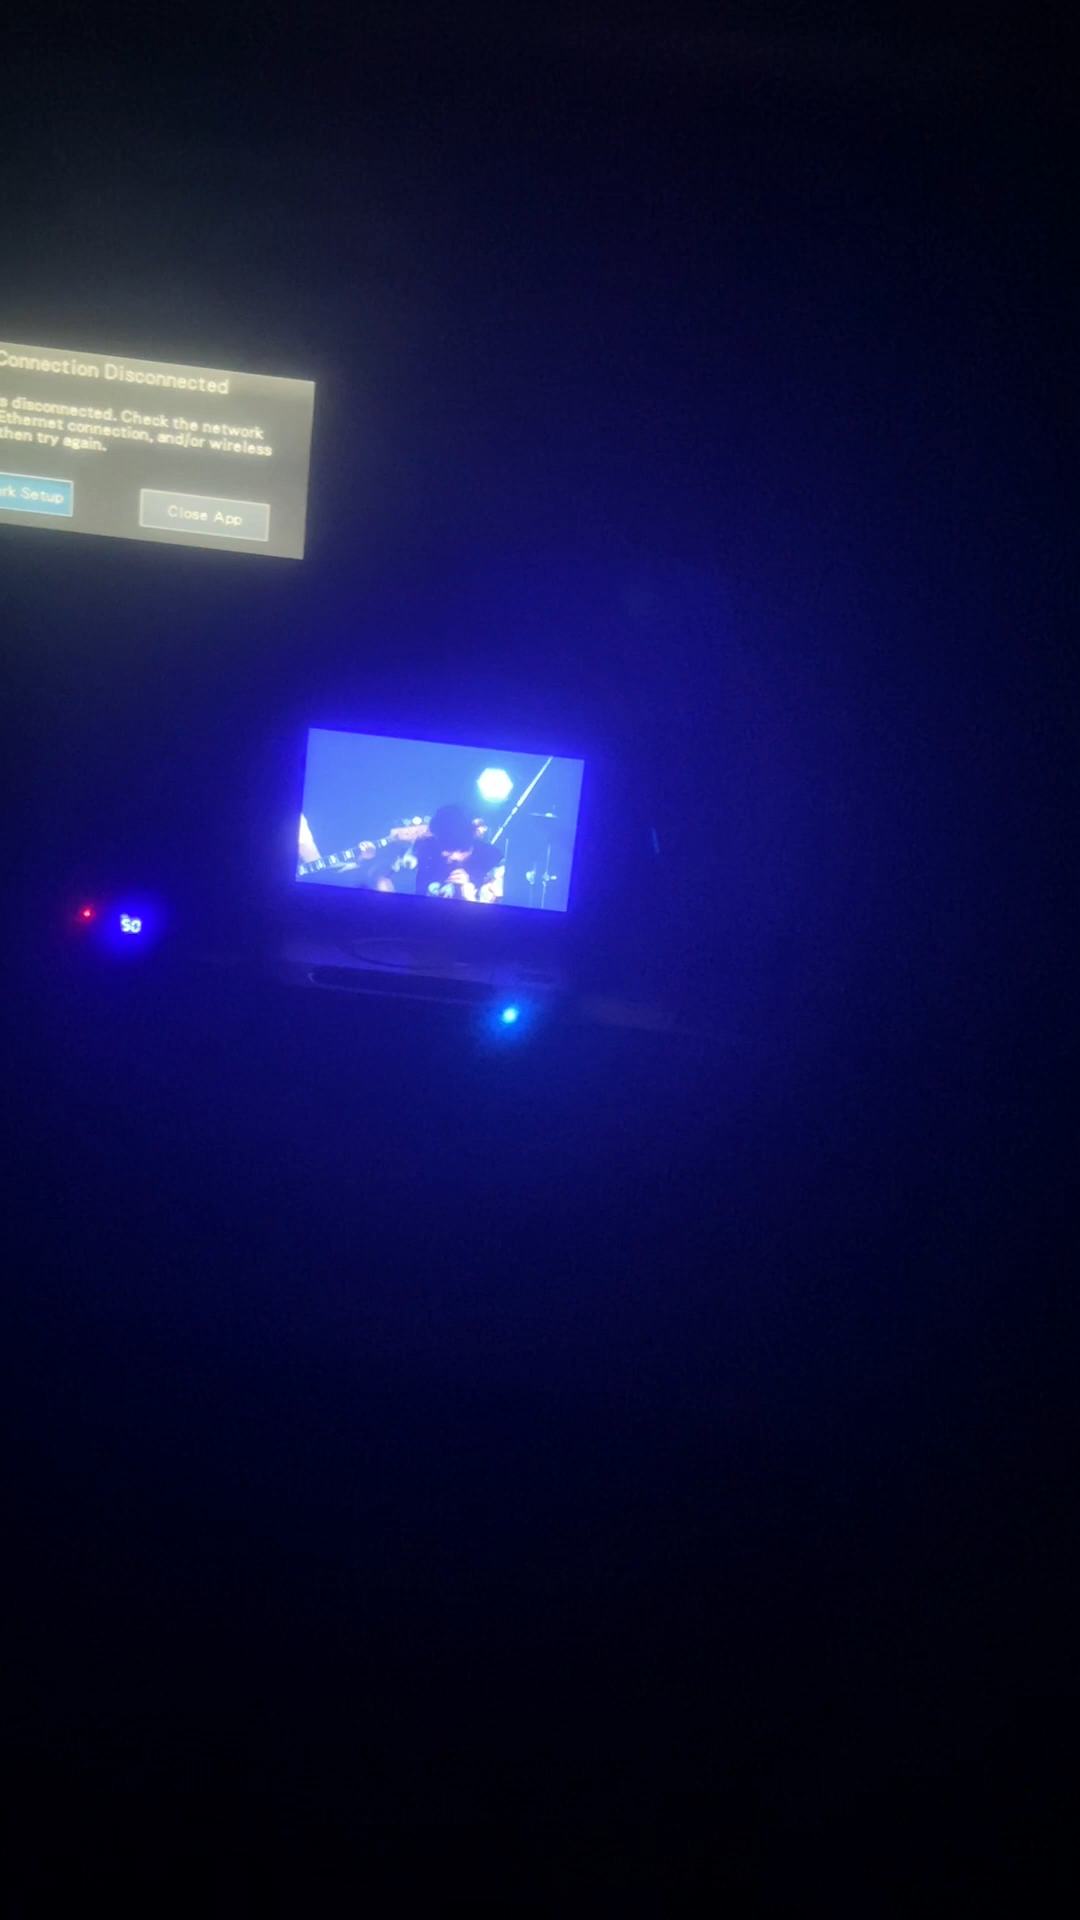 Connection Disconnected
s disconnected. Check the network
Ethernet connection, and/or wireless
then try again.
rk Setup
Close App
50